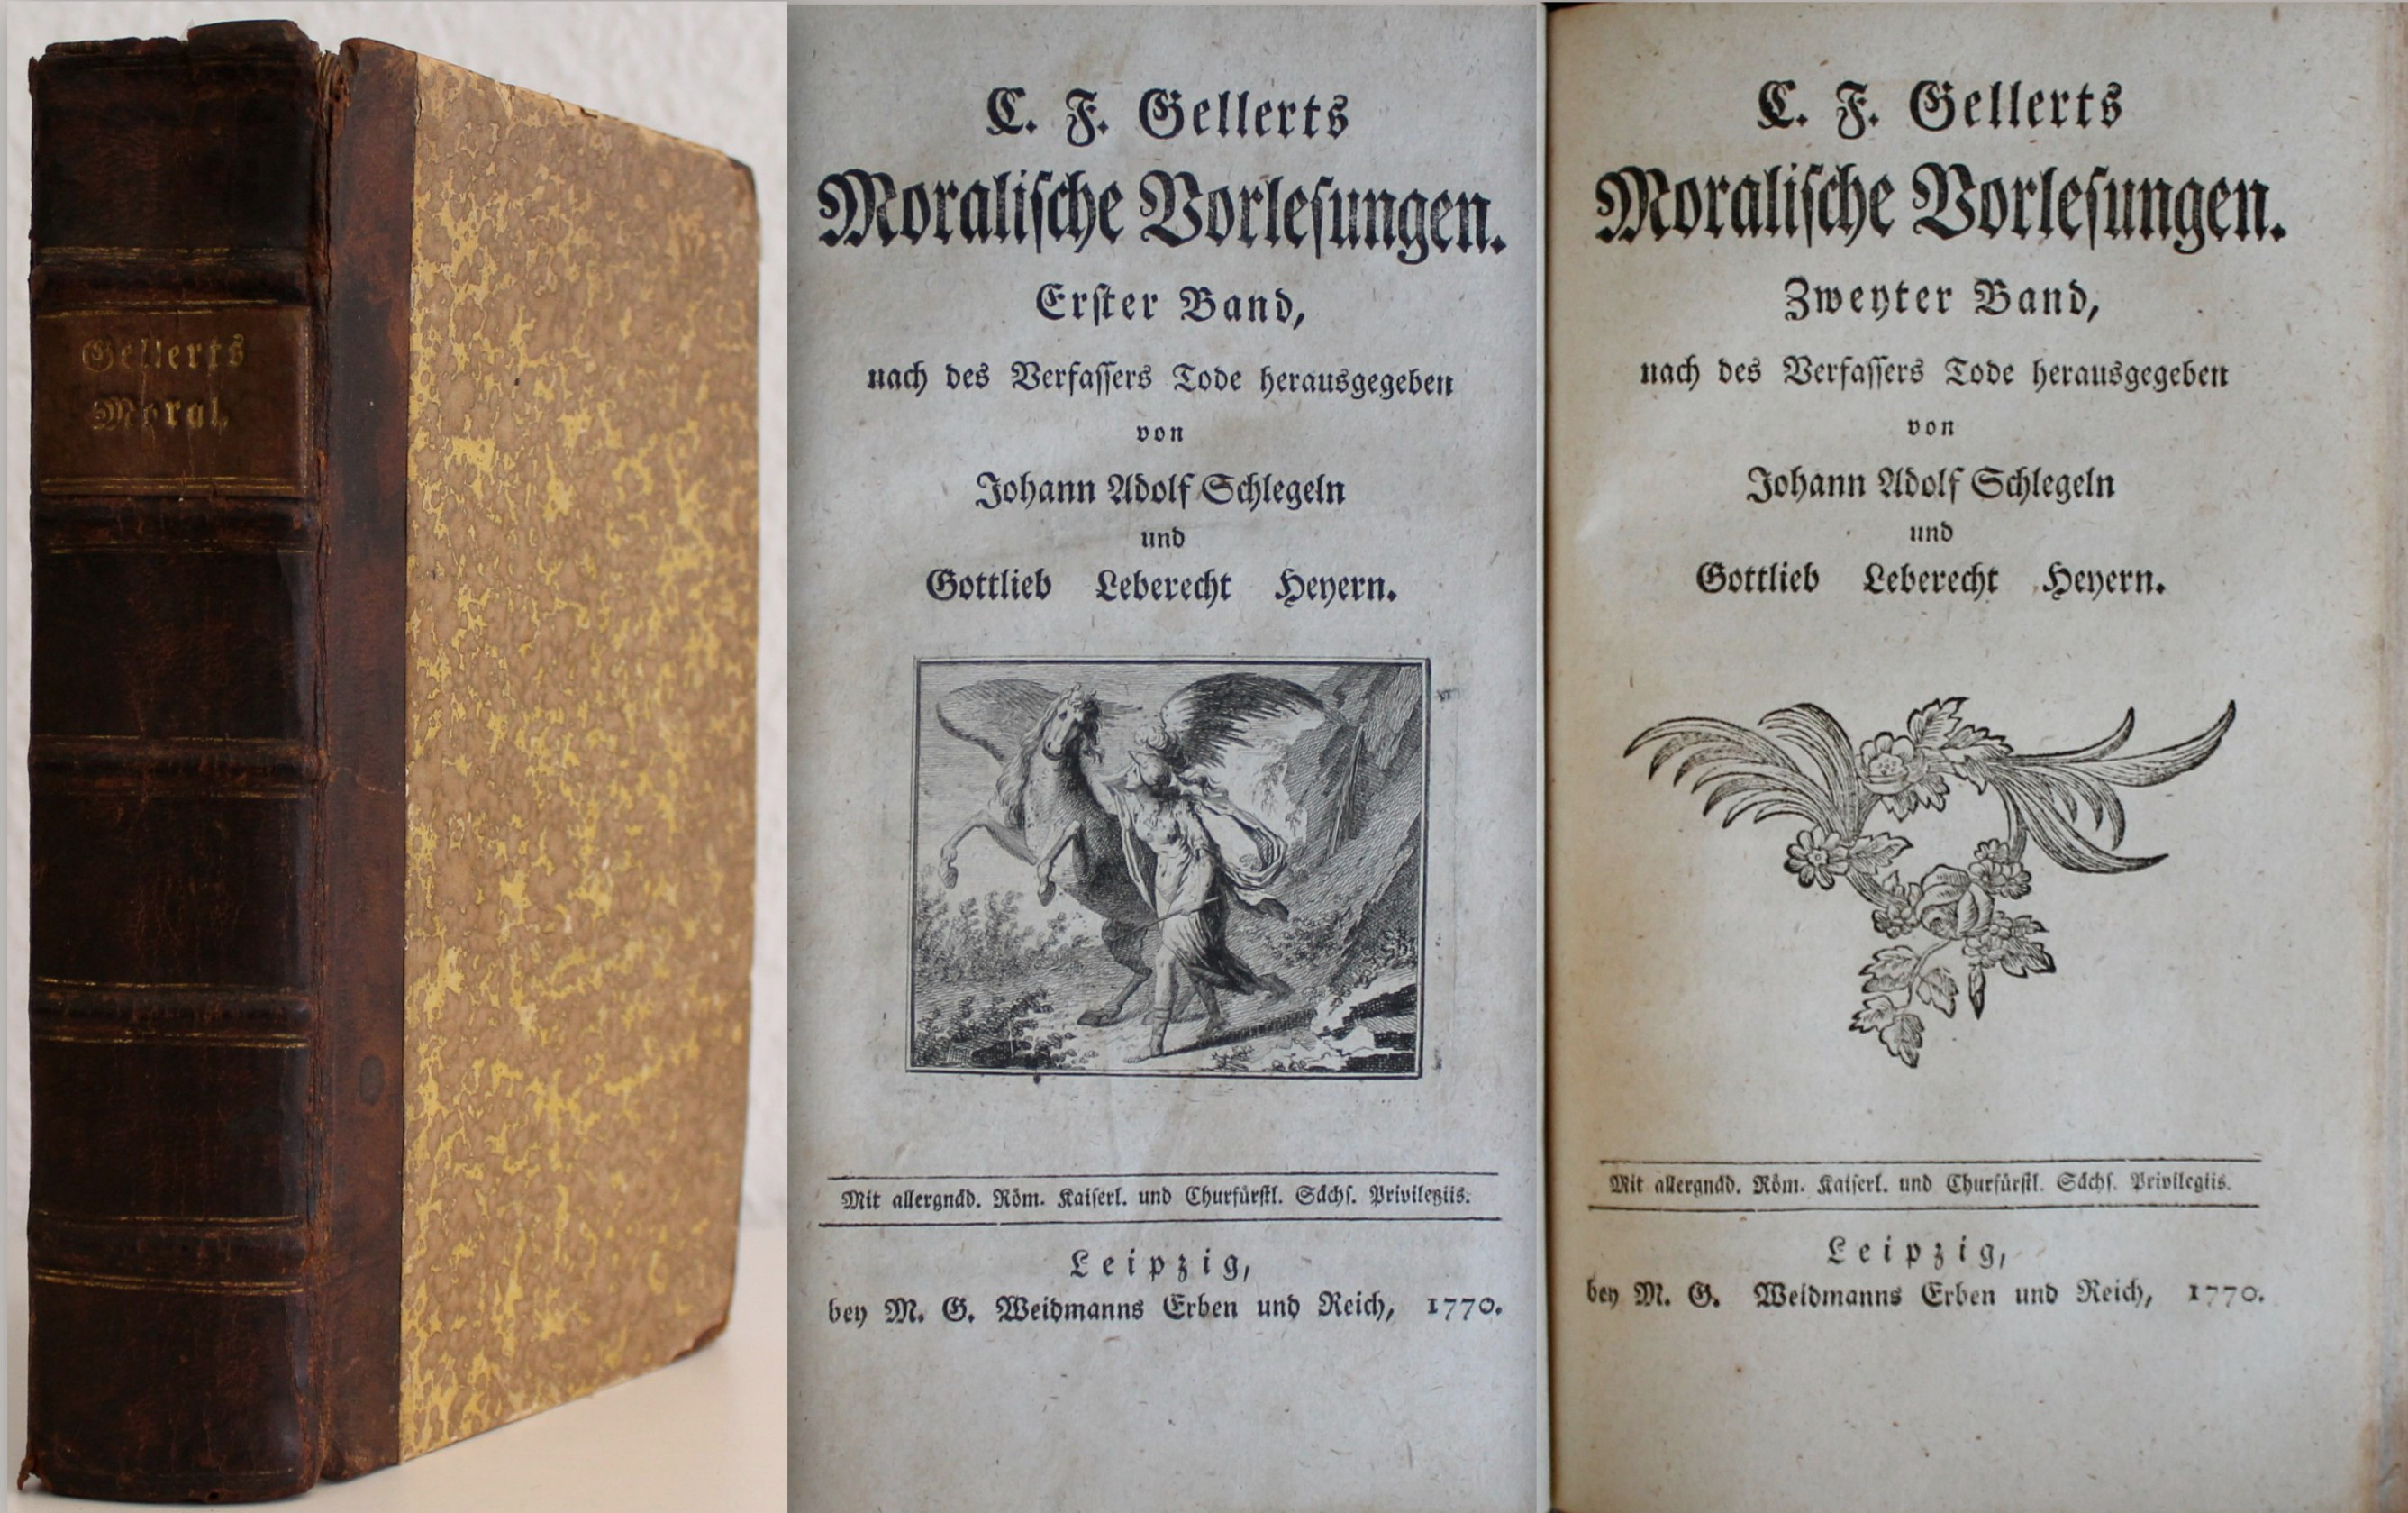 Gellerts
Moral.
C. F. Gellerts
Moralische Vorlesungen.
Erster Band,
nach des Verfassers Tode herausgegeben
von
Johann Adolf Schlegeln
und
Gottlieb Leberecht Heyern.
Mit allergnäd. Röm. Kaiserl. und Churfürstl. Sächs. Privilegiis.
Leipzig,
bey M. G. Weidmanns Erben und Reich, 1770.
C. F. Gellerts
Moralische Vorlesungen.
Zweyter Band,
nach des Verfassers Tode herausgegeben
von
Johann Adolf Schlegeln
und
Gottlieb Leberecht Heyern.
Mit allergnäd. Röm. Kaiserl. und Churfürstl. Sächs. Privilegiis.
Leipzig,
bey M. G. Weidmanns Erben und Reich, 1770.